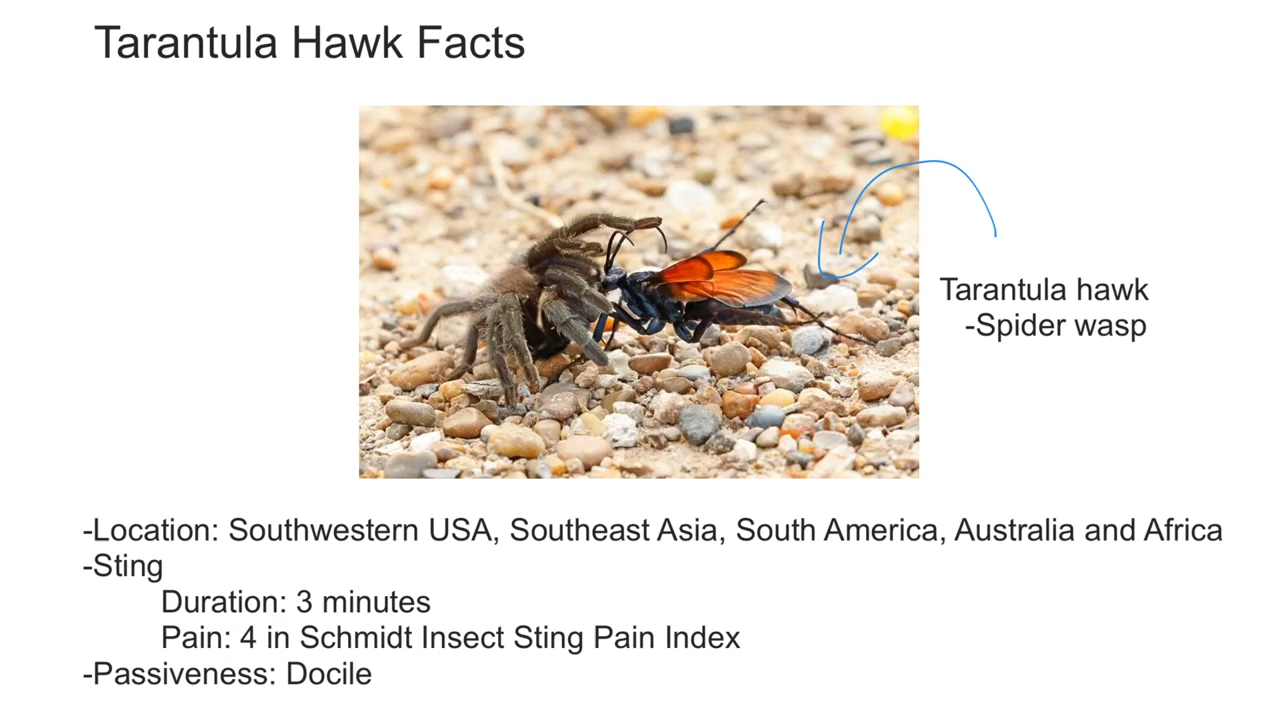 Tarantula Hawk Facts
Tarantula hawk
-Spider wasp
-Location: Southwestern USA, Southeast Asia, South America, Australia and Africa
-Sting
Duration: 3 minutes
Pain: 4 in Schmidt Insect Sting Pain Index
-Passiveness: Docile